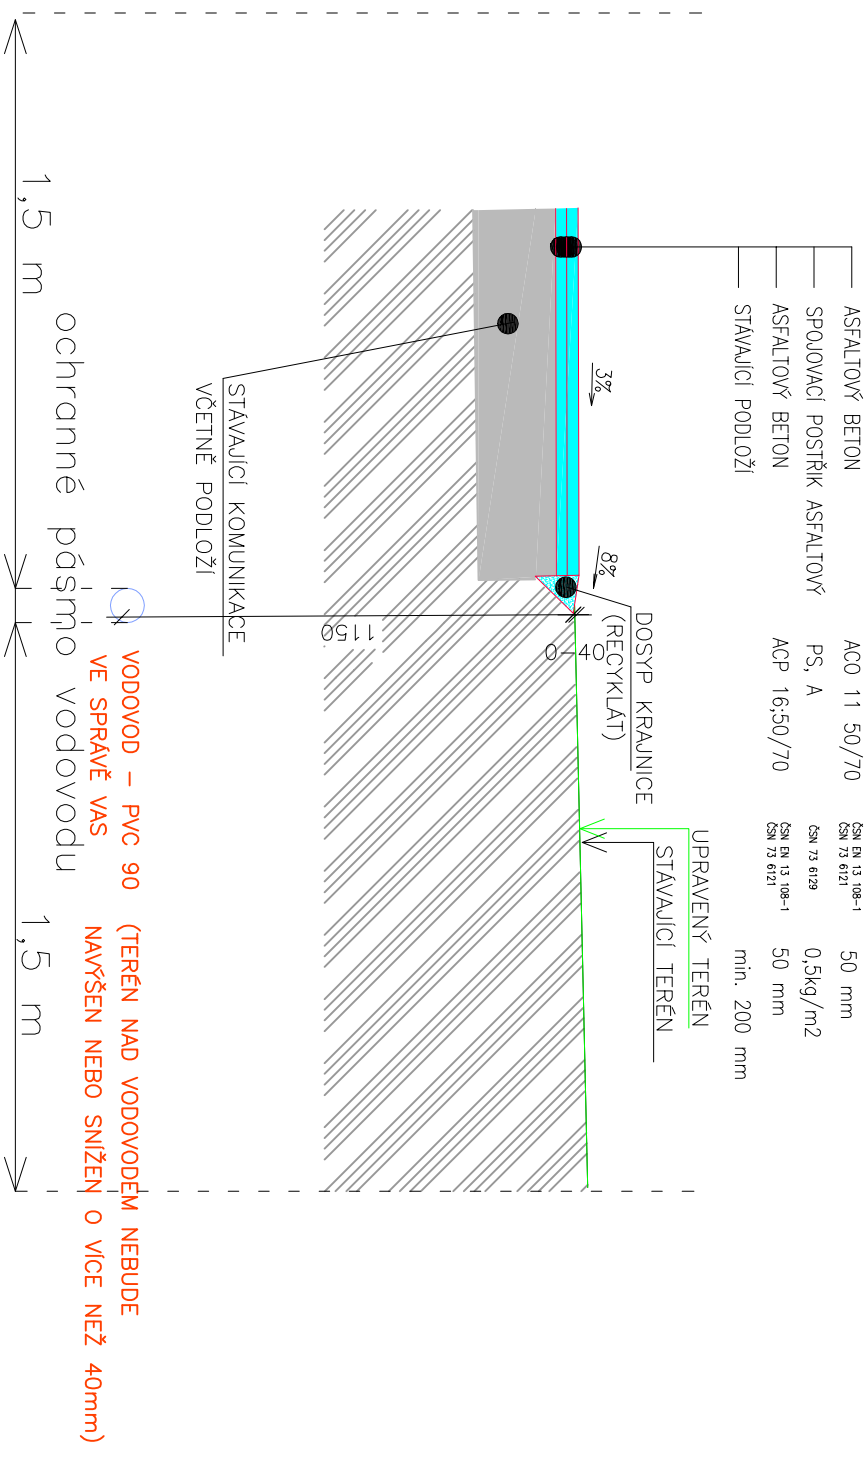 ASFALTOVÝ BETON ACO 11 50/70 ČSN EN 13 108-1 ČSN 73 6121 50 mm
SPOJOVACÍ POSTŘIK ASFALTOVÝ PS, A ČSN 73 6129 0,5kg/m2
ASFALTOVÝ BETON ACP 16;50/70 ČSN EN 13 108-1 ČSN 73 6121 50 mm
STÁVAJÍCÍ PODLOŽÍ min. 200 mm
UPRAVENÝ TERÉN
STÁVAJÍCÍ TERÉN
DOSYP KRAJNICE
(RECYKLÁT)
3%
8%
0-40
1150
STÁVAJÍCÍ KOMUNIKACE
VČETNĚ PODLOŽÍ
VODOVOD – PVC 90 (TERÉN NAD VODOVODEM NEBUDE
VE SPRÁVĚ VAS NAVÝŠEN NEBO SNÍŽEN O VÍCE NEŽ 40mm)
ochranné pásmo vodovodu
1,5 m
1,5 m